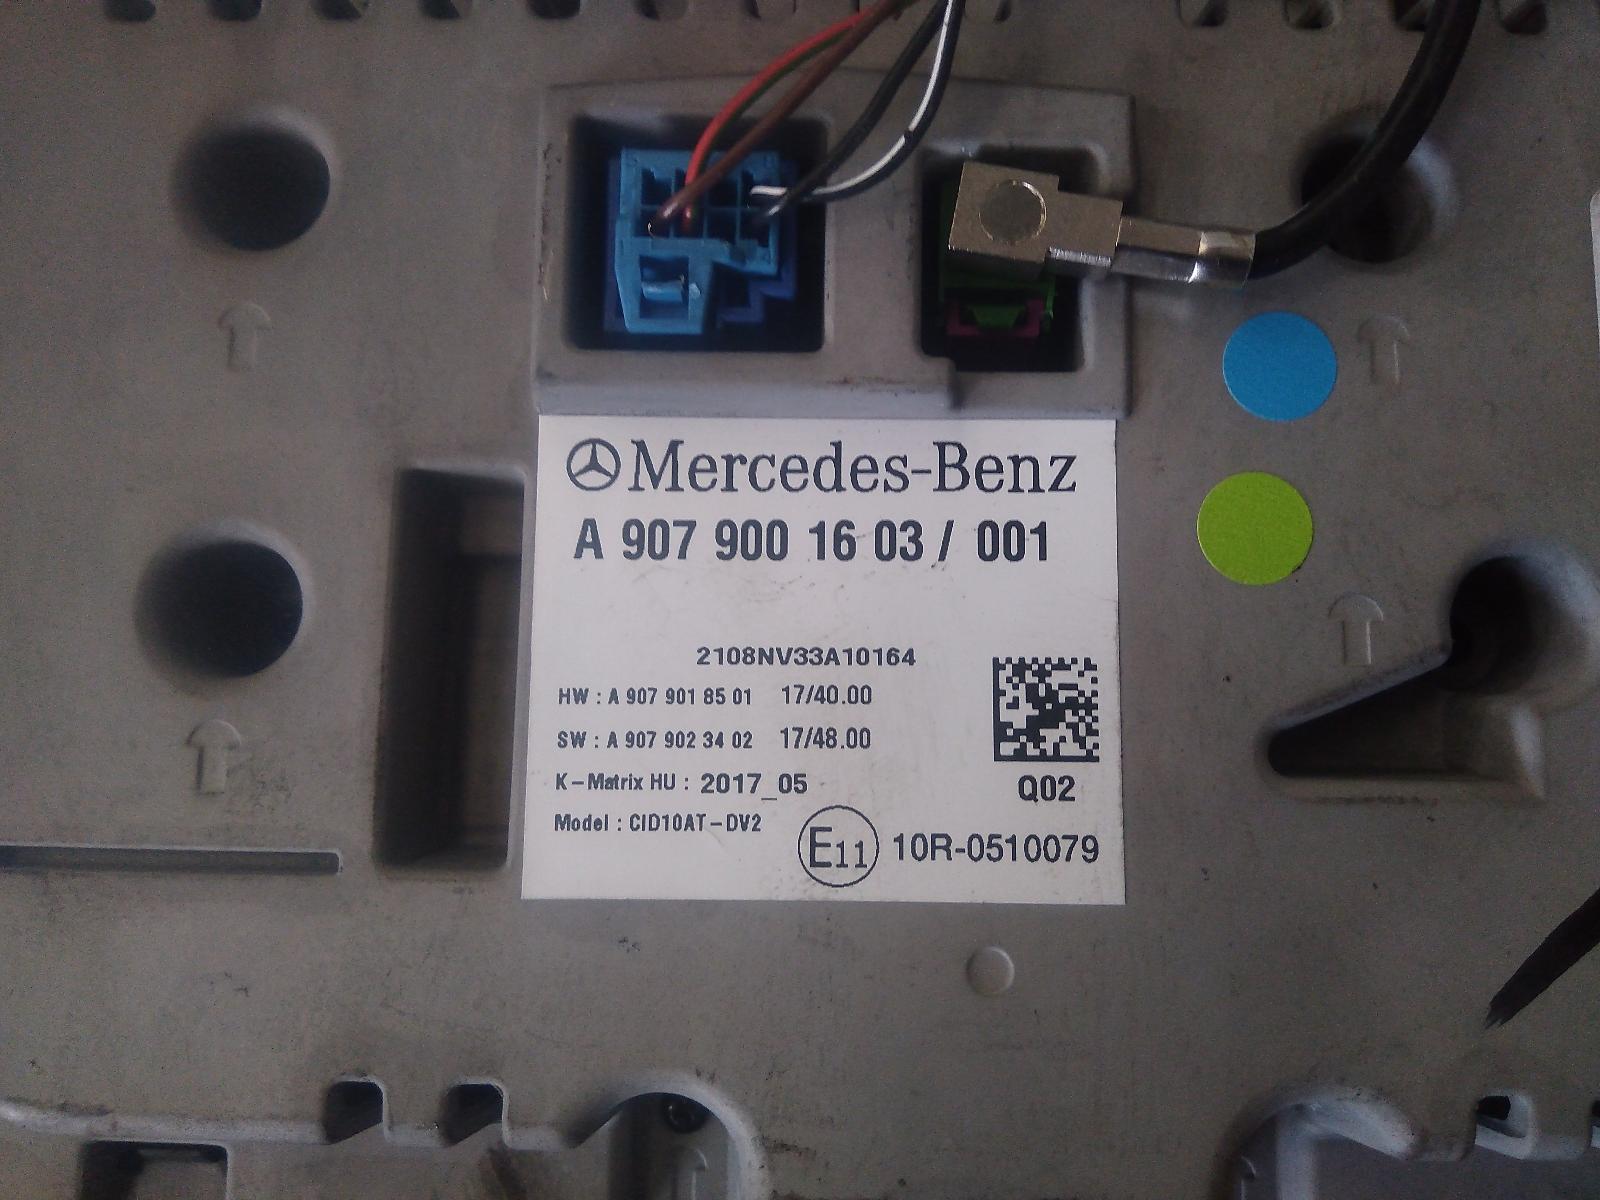 Mercedes-Benz
A 907 900 16 03 / 001
2108NV33A10164
HW : A 907 901 85 01 17/40.00
SW : A 907 902 34 02 17/48.00
K-Matrix HU : 2017_05
Q02
Model : CID10AT-DV2
E11 10R-0510079